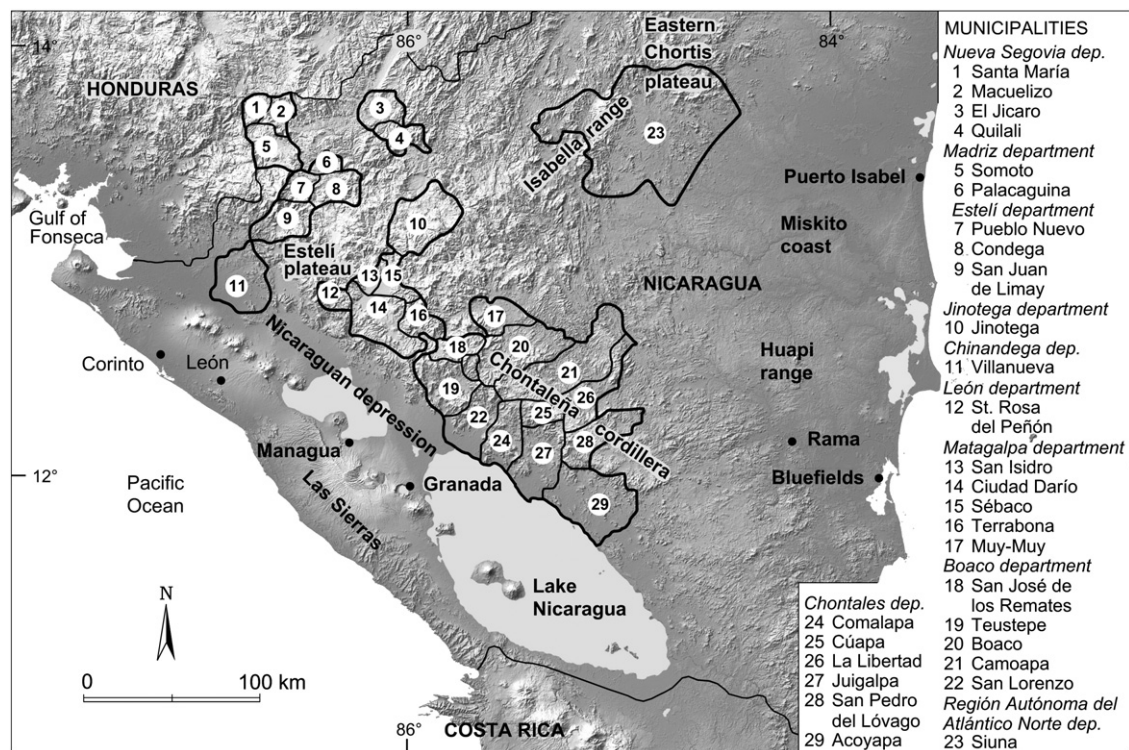 14°
86°
84°
Eastern
Chortis
plateau
HONDURAS
Isabella range
1
2
3
4
5
6
7
8
9
10
23
Puerto Isabel
Gulf of
Fonseca
Miskito
coast
Estelí
plateau
NICARAGUA
11
12
13
15
14
16
17
18
20
Corinto
León
Nicaraguan depression
Huapi
range
19
21
Chontaleña
cordillera
22
25
26
24
27
28
Managua
Rama
12°
Granada
Bluefields
Pacific
Ocean
Las Sierras
29
N
Lake
Nicaragua
0
100 km
86°
COSTA RICA
MUNICIPALITIES
Nueva Segovia dep.
1 Santa María
2 Macuelizo
3 El Jicaro
4 Quilali
Madriz department
5 Somoto
6 Palacaguina
Estelí department
7 Pueblo Nuevo
8 Condega
9 San Juan
de Limay
Jinotega department
10 Jinotega
Chinandega dep.
11 Villanueva
León department
12 St. Rosa
del Peñón
Matagalpa department
13 San Isidro
14 Ciudad Darío
15 Sébaco
16 Terrabona
17 Muy-Muy
Boaco department
18 San José de
los Remates
19 Teustepe
20 Boaco
21 Camoapa
22 San Lorenzo
Región Autónoma del
Atlántico Norte dep.
23 Siuna
Chontales dep.
24 Comalapa
25 Cúapa
26 La Libertad
27 Juigalpa
28 San Pedro
del Lóvago
29 Acoyapa